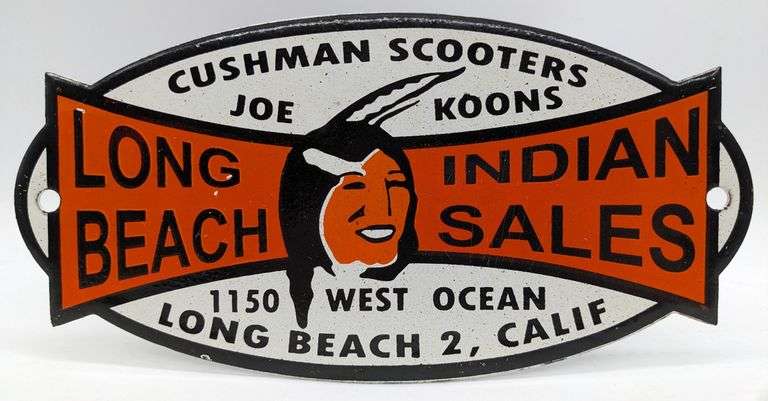 CUSHMAN SCOOTERS
JOE KOONS
LONG BEACH
INDIAN SALES
1150 WEST OCEAN
LONG BEACH 2, CALIF